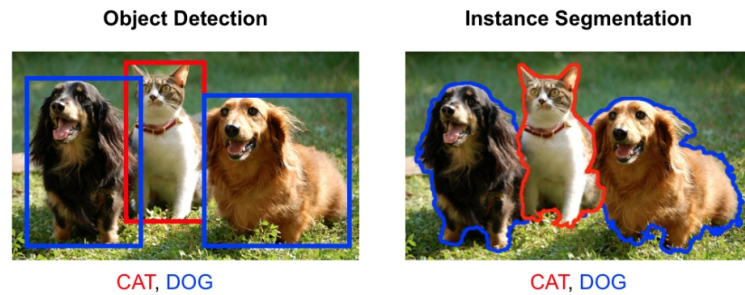 Object Detection
Instance Segmentation
CAT, DOG
CAT, DOG